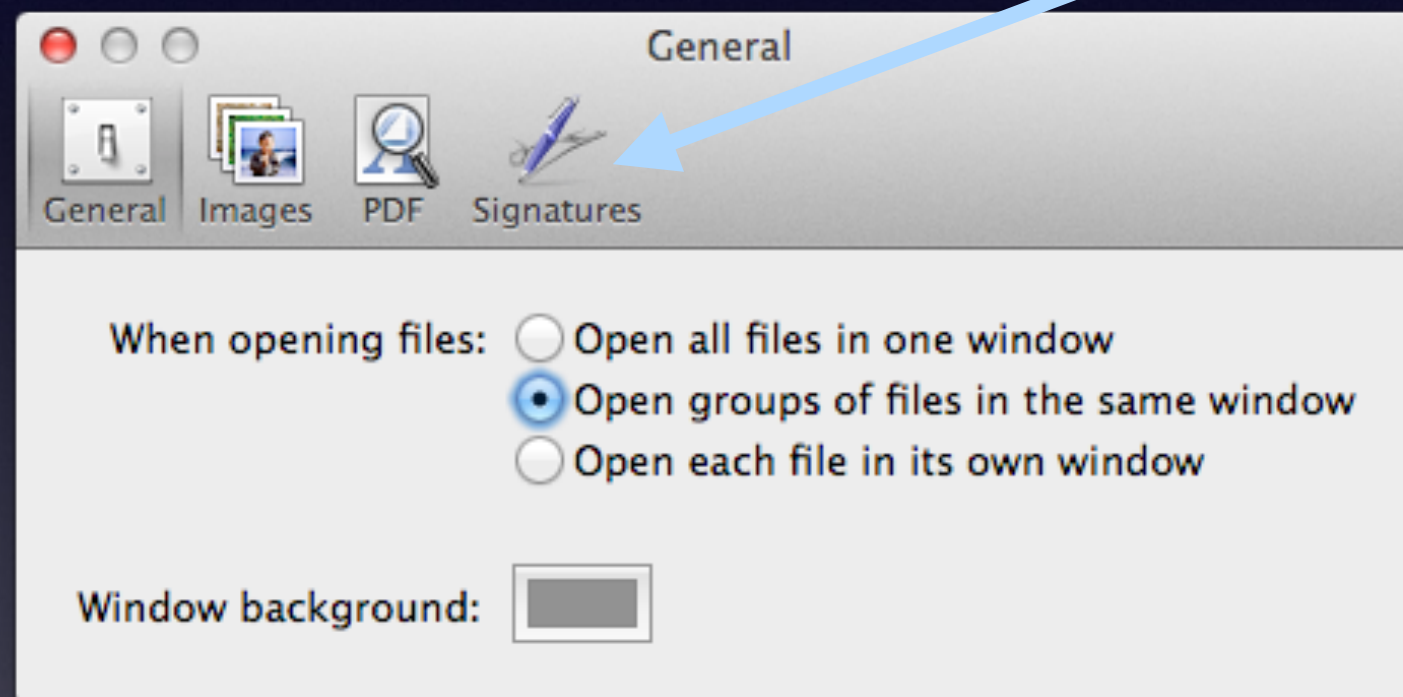 General
General Images PDF Signatures
When opening files: Open all files in one window
Open groups of files in the same window
Open each file in its own window
Window background: